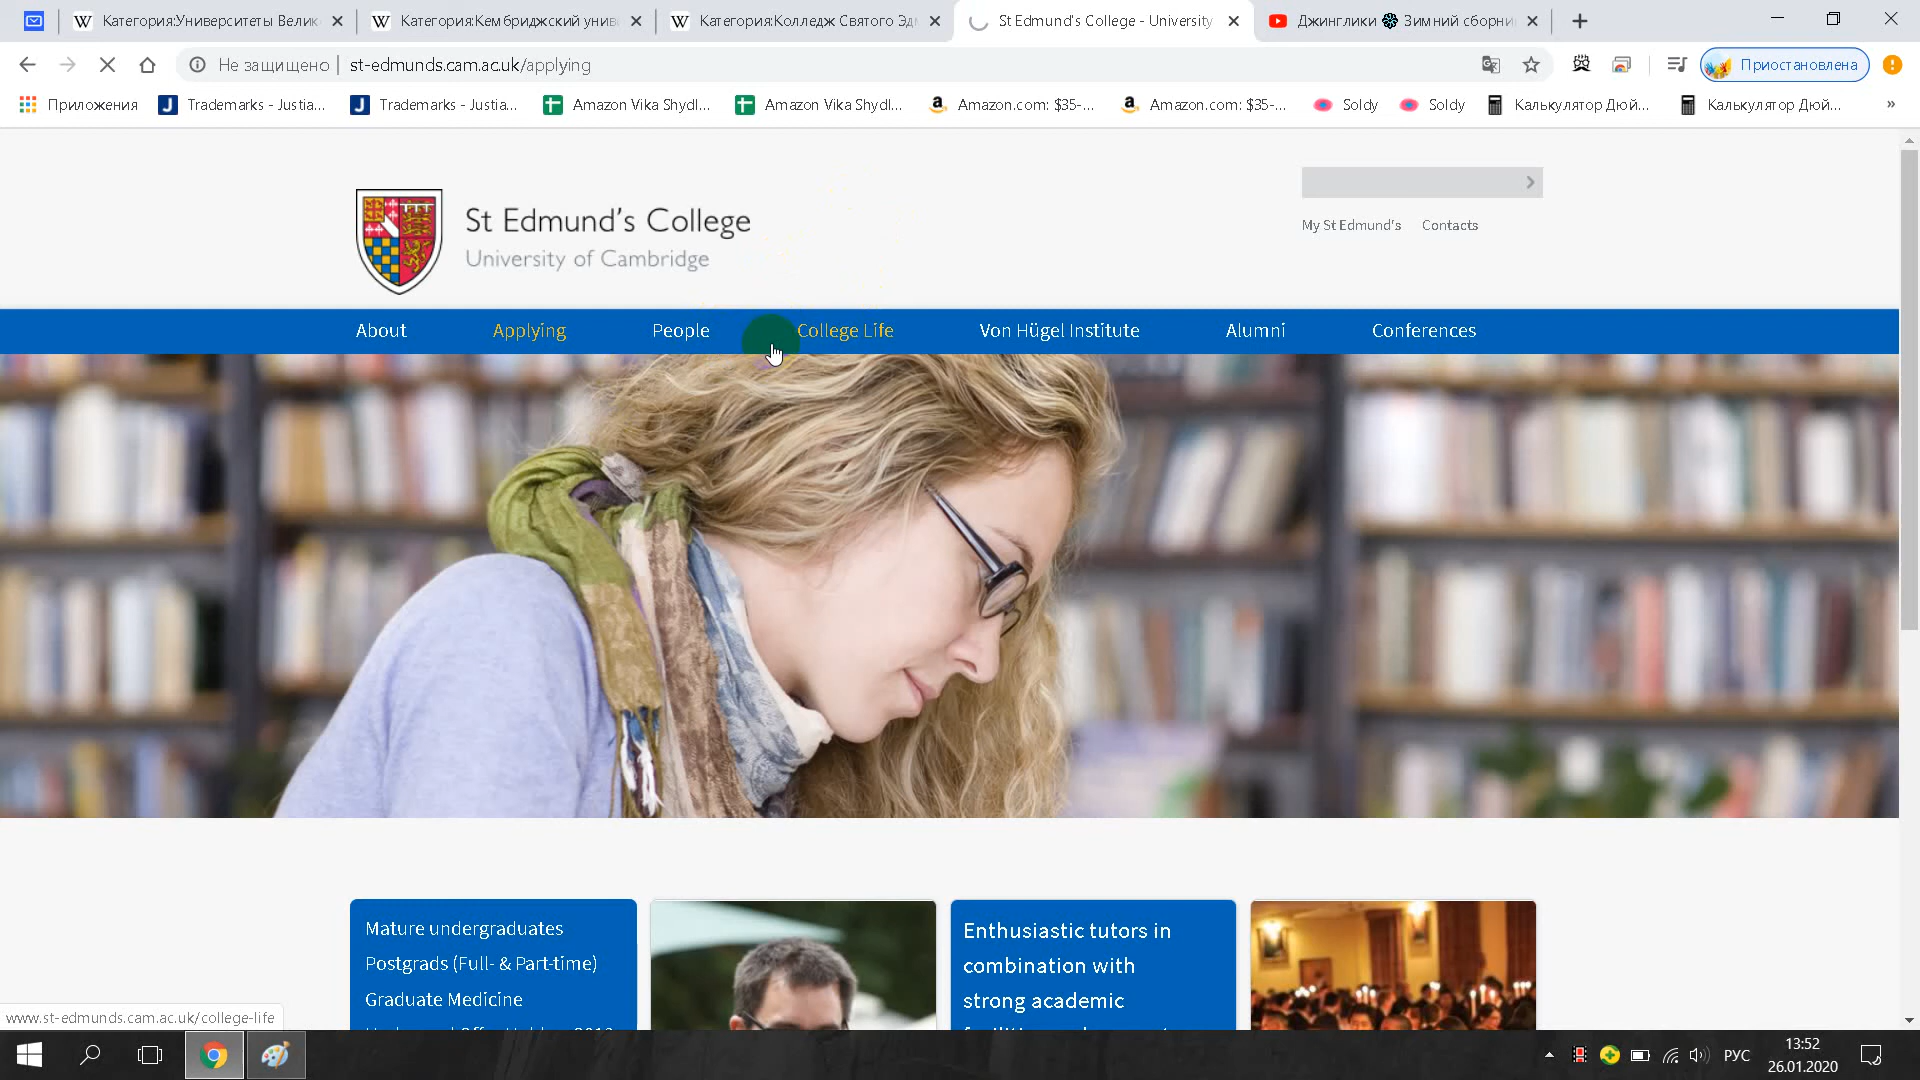 Категория:Университеты Велик
Категория:Кембриджский унив
Категория:Колледж Святого Эд
St Edmund's College - University
Джинглики ❄ Зимний сборни
Не защищено | st-edmunds.cam.ac.uk/applying
Приостановлена
Приложения
Trademarks - Justia...
Trademarks - Justia...
Amazon Vika Shydl...
Amazon Vika Shydl...
Amazon.com: $35-...
Amazon.com: $35-...
Soldy
Soldy
Калькулятор Дюй...
Калькулятор Дюй...
»
St Edmund's College
University of Cambridge
My St Edmund's
Contacts
About
Applying
People
College Life
Von Hügel Institute
Alumni
Conferences
Mature undergraduates
Postgrads (Full- & Part-time)
Graduate Medicine
Enthusiastic tutors in
combination with
strong academic
www.st-edmunds.cam.ac.uk/college-life
РУС
13:52
26.01.2020